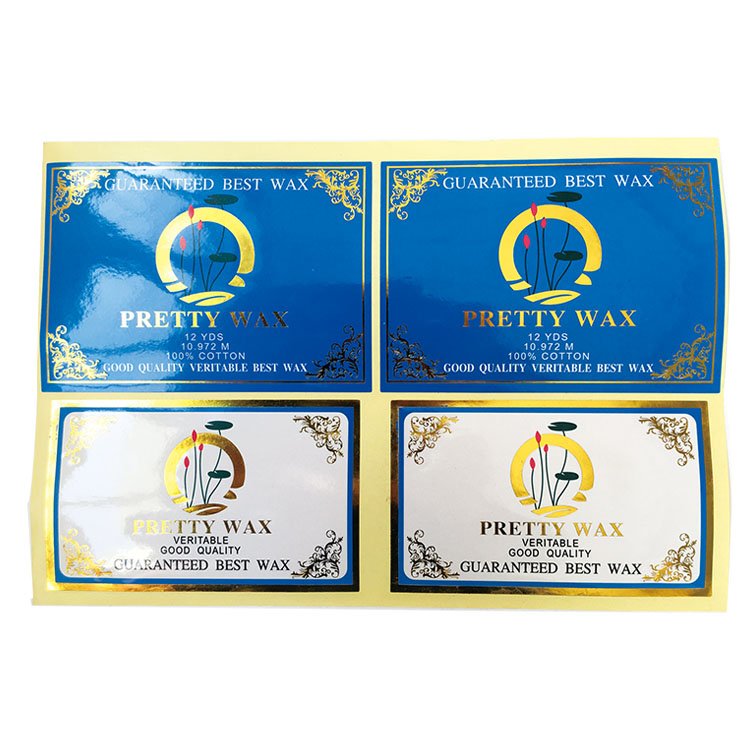 GUARANTEED BEST WAX
PRETTY WAX
12 YDS
10.972 M
100% COTTON
GOOD QUALITY VERITABLE BEST WAX
GUARANTEED BEST WAX
PRETTY WAX
12 YDS
10.972 M
100% COTTON
GOOD QUALITY VERITABLE BEST WAX
PRETTY WAX
VERITABLE
GOOD QUALITY
GUARANTEED BEST WAX
PRETTY WAX
VERITABLE
GOOD QUALITY
GUARANTEED BEST WAX